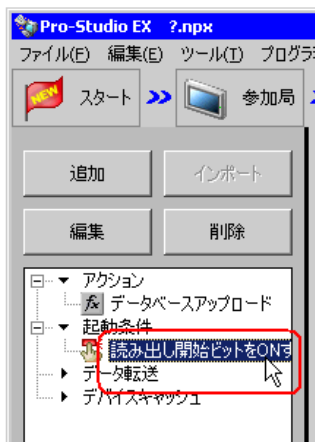 Pro-Studio EX ?.npx
ファイル(F) 編集(E) ツール(T) プログラ
NEW スタート 参加局
追加 インポート
編集 削除
アクション
fx データベースアップロード
起動条件
読み出し開始ビットをONす
データ転送
デバイスキャッシュ